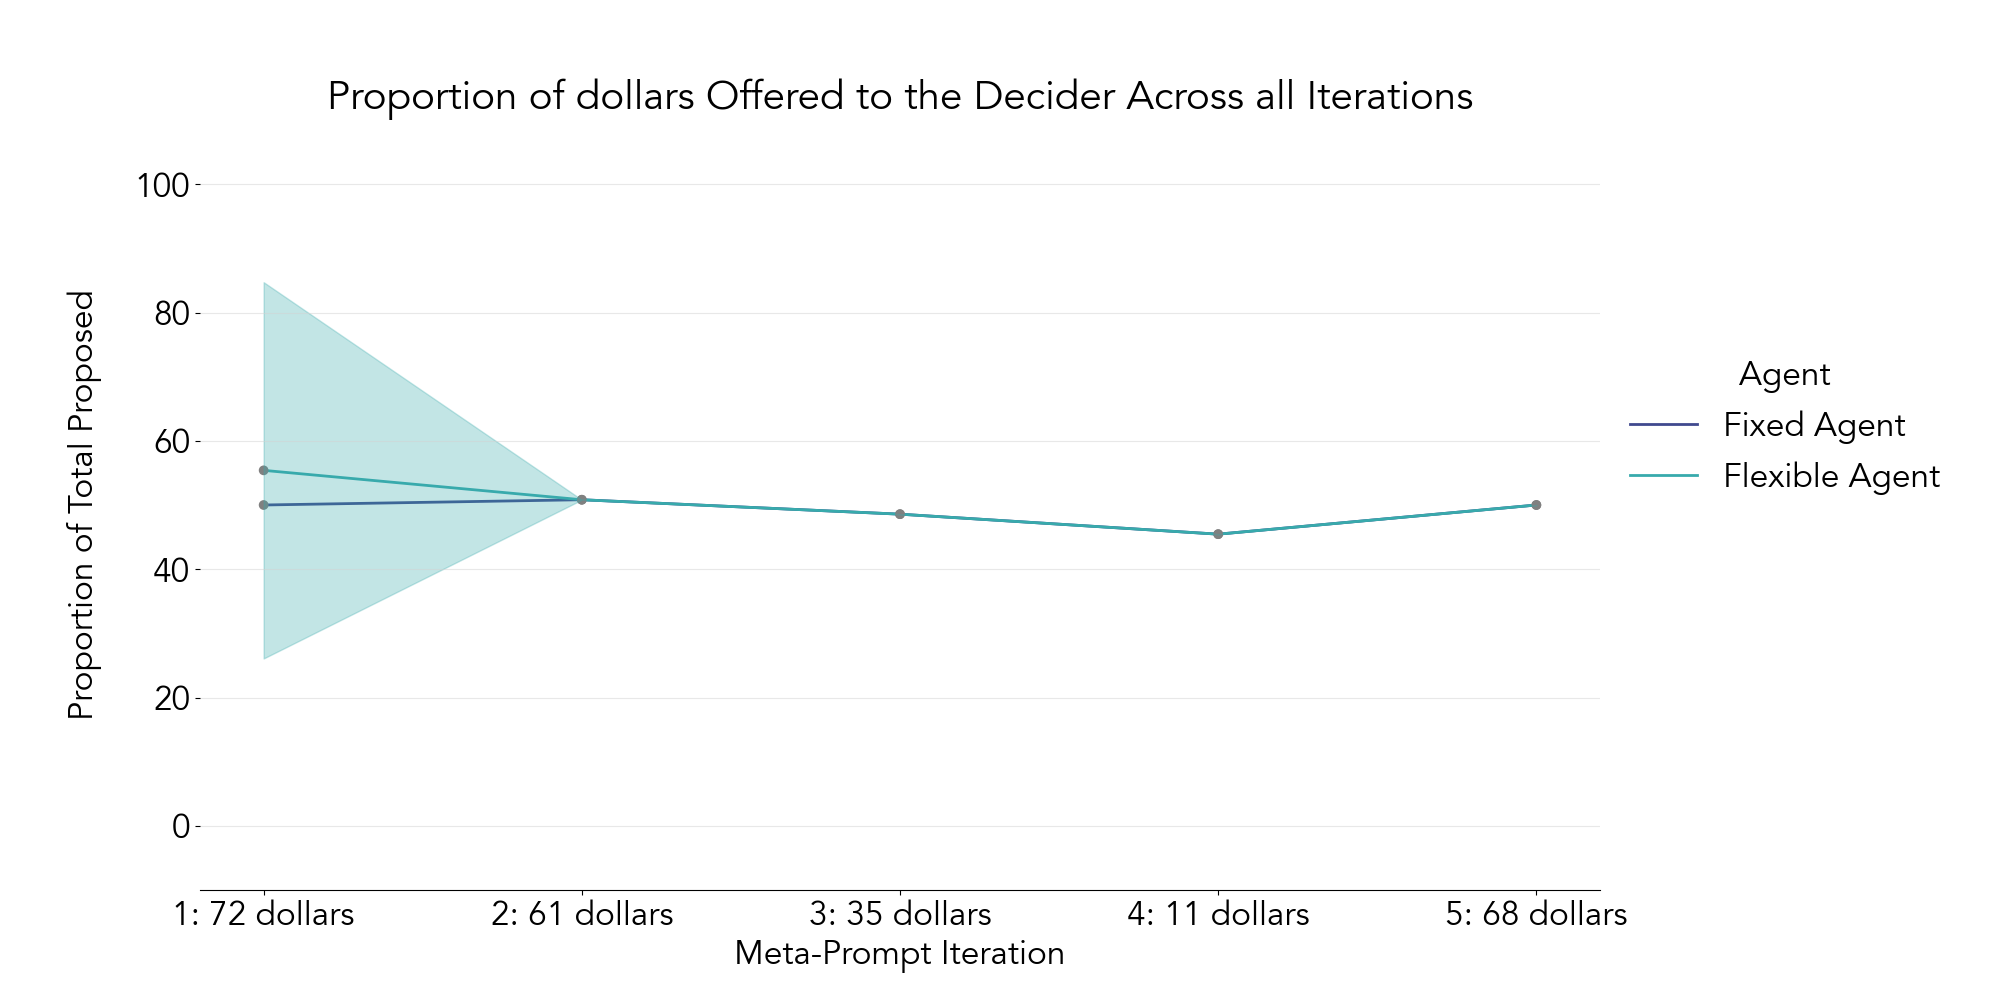 Proportion of dollars Offered to the Decider Across all Iterations
100
80
60
40
20
0
Proportion of Total Proposed
1: 72 dollars
2: 61 dollars
3: 35 dollars
4: 11 dollars
5: 68 dollars
Meta-Prompt Iteration
Agent
Fixed Agent
Flexible Agent